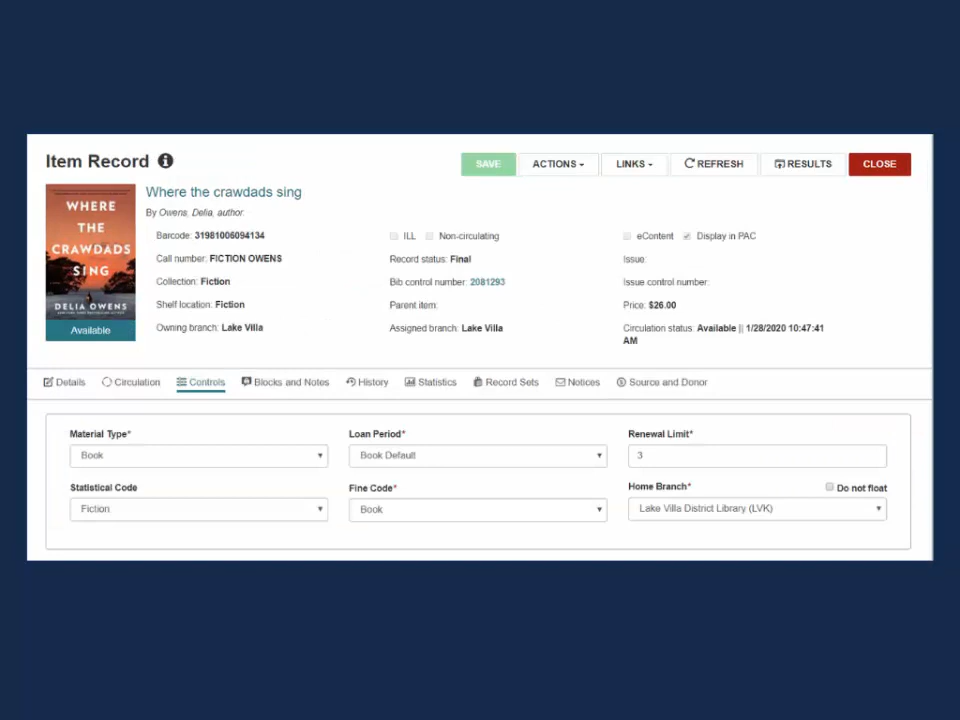 Item Record
SAVE ACTIONS LINKS REFRESH RESULTS CLOSE
WHERE
THE
CRAWDADS
SING
DELIA OWENS
Available
Where the crawdads sing
By Owens, Delia, author.
Barcode: 31981006094134 ILL Non-circulating eContent Display in PAC
Call number: FICTION OWENS Record status: Final Issue:
Collection: Fiction Bib control number: 2081293 Issue control number:
Shelf location: Fiction Parent item: Price: $26.00
Owning branch: Lake Villa Assigned branch: Lake Villa Circulation status: Available || 1/28/2020 10:47:41
AM
Details Circulation Controls Blocks and Notes History Statistics Record Sets Notices Source and Donor
Material Type* Loan Period* Renewal Limit*
Book Book Default 3
Statistical Code Fine Code* Home Branch* Do not float
Fiction Book Lake Villa District Library (LVK)